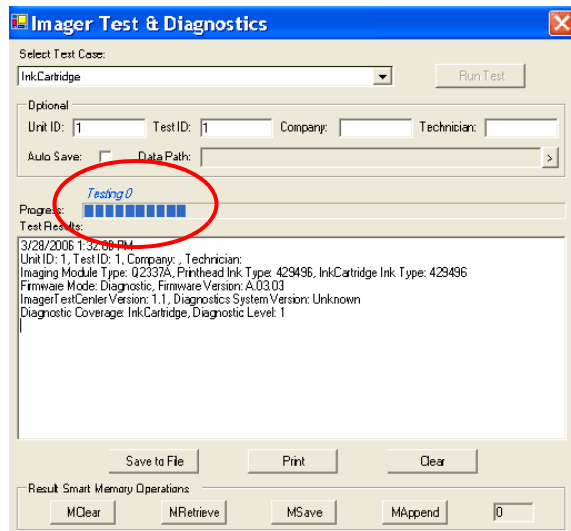 Imager Test & Diagnostics
Select Test Case:
InkCartridge
Run Test
Optional
Unit ID: 1 Test ID: 1 Company: Technician:
Auto Save: Data Path: >
Testing 0
Progress:
Test Results:
3/28/2006 1:32:08 PM
Unit ID: 1, Test ID: 1, Company: , Technician:
Imaging Module Type: Q2337A, Printhead Ink Type: 429496, InkCartridge Ink Type: 429496
Firmware Mode: Diagnostic, Firmware Version: A.03.03
ImagerTestCenter Version: 1.1, Diagnostics System Version: Unknown
Diagnostic Coverage: InkCartridge, Diagnostic Level: 1
Save to File Print Clear
Result Smart Memory Operations
MClear MRetrieve MSave MAppend 0